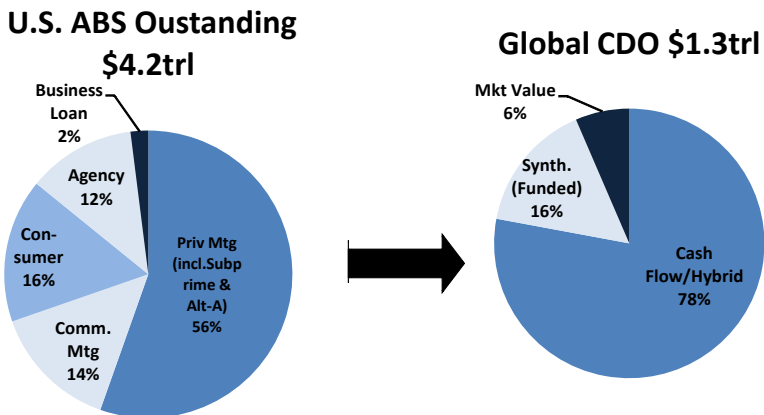 U.S. ABS Oustanding
$4.2trl
Business
Loan
2%
Agency
12%
Con-
sumer
16%
Comm.
Mtg
14%
Priv Mtg
(incl.Subp
rime &
Alt-A)
56%
Global CDO $1.3trl
Mkt Value
6%
Synth.
(Funded)
16%
Cash
Flow/Hybrid
78%